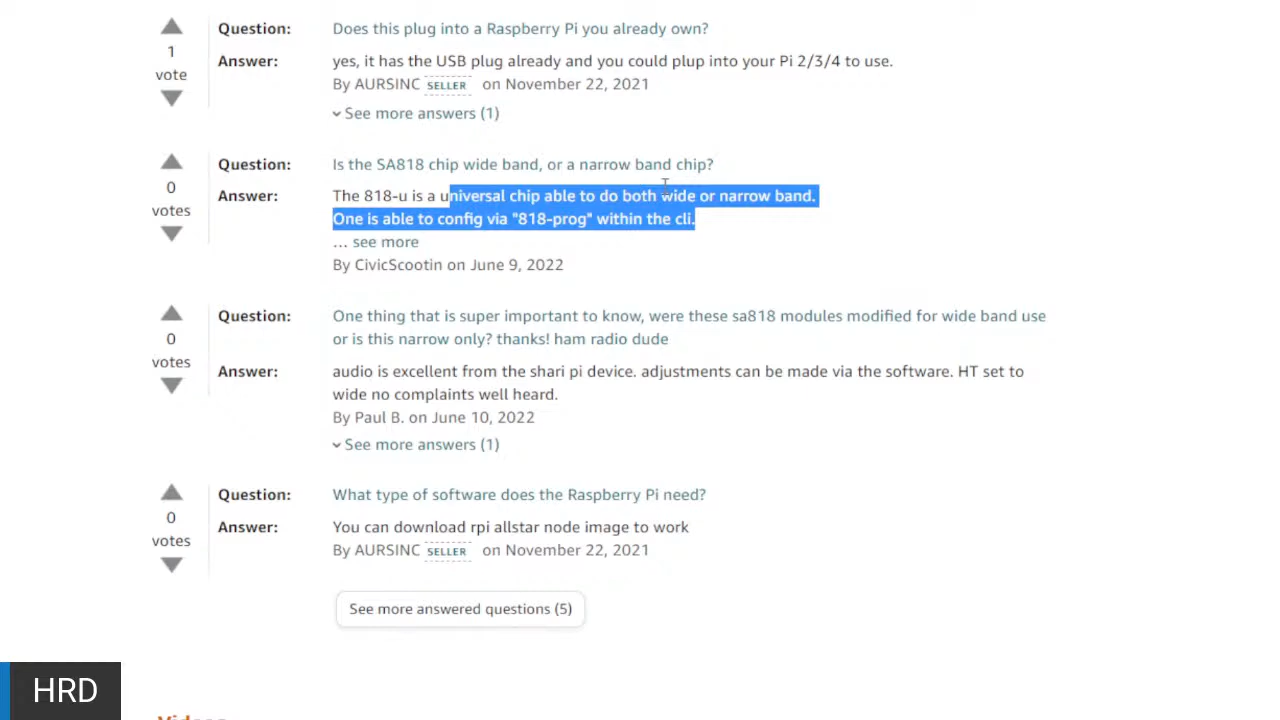 Question: Does this plug into a Raspberry Pi you already own?
1
vote
Answer: yes, it has the USB plug already and you could plup into your Pi 2/3/4 to use.
By AURSINC SELLER on November 22, 2021
See more answers (1)
Question: Is the SA818 chip wide band, or a narrow band chip?
0
votes
Answer: The 818-u is a universal chip able to do both wide or narrow band.
One is able to config via "818-prog" within the cli.
... see more
By CivicScootin on June 9, 2022
Question: One thing that is super important to know, were these sa818 modules modified for wide band use
or is this narrow only? thanks! ham radio dude
0
votes
Answer: audio is excellent from the shari pi device. adjustments can be made via the software. HT set to
wide no complaints well heard.
By Paul B. on June 10, 2022
See more answers (1)
Question: What type of software does the Raspberry Pi need?
0
votes
Answer: You can download rpi allstar node image to work
By AURSINC SELLER on November 22, 2021
See more answered questions (5)
HRD
Videos